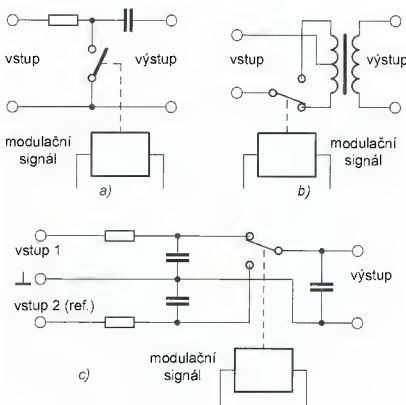 vstup
výstup
modulační
signál
a)
vstup
výstup
modulační
signál
b)
vstup 1
vstup 2 (ref.)
výstup
modulační
signál
c)